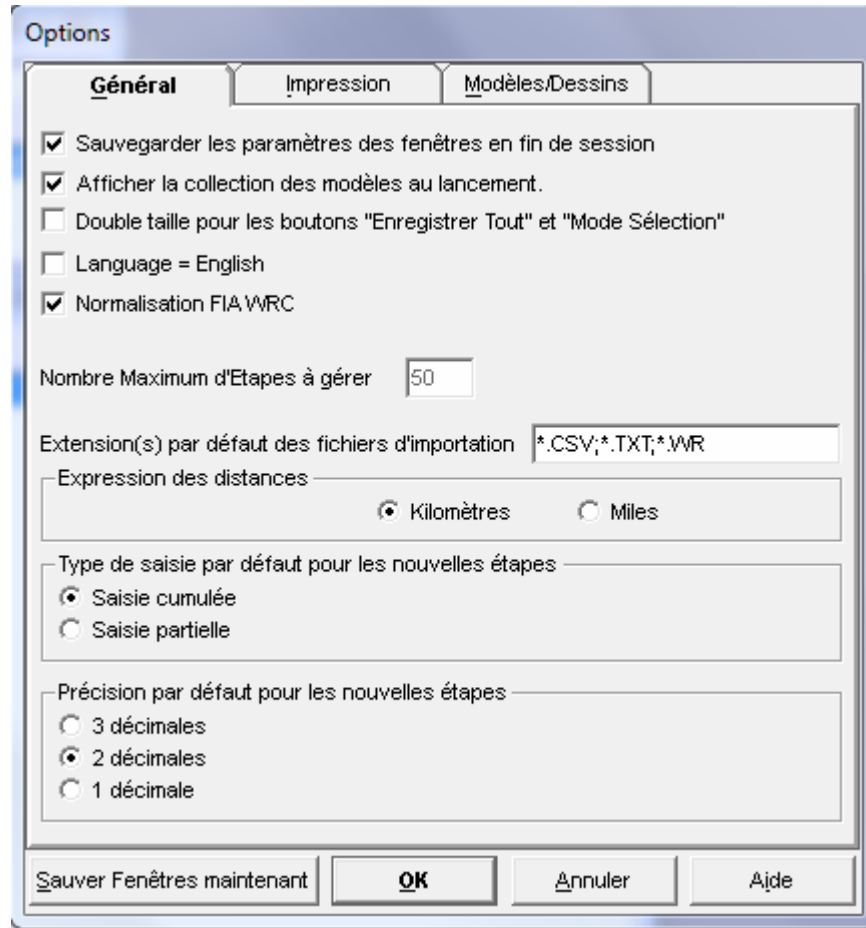 Options
Général Impression Modèles/Dessins
Sauvegarder les paramètres des fenêtres en fin de session
Afficher la collection des modèles au lancement.
Double taille pour les boutons "Enregistrer Tout" et "Mode Sélection"
Language = English
Normalisation FIA WRC
Nombre Maximum d'Etapes à gérer 50
Extension(s) par défaut des fichiers d'importation *.CSV;*.TXT;*.WR
Expression des distances
Kilomètres Miles
Type de saisie par défaut pour les nouvelles étapes
Saisie cumulée
Saisie partielle
Précision par défaut pour les nouvelles étapes
3 décimales
2 décimales
1 décimale
Sauver Fenêtres maintenant OK Annuler Aide